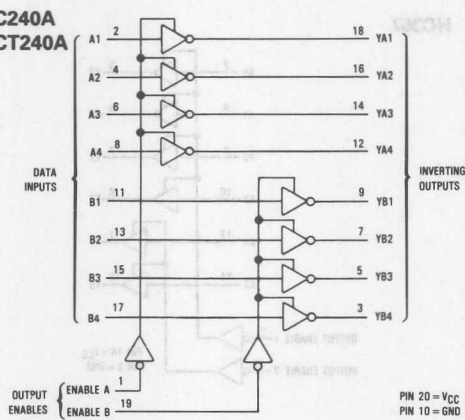 C240A
CT240A
A1 2 18 YA1
A2 4 16 YA2
A3 6 14 YA3
A4 8 12 YA4
DATA INPUTS
INVERTING OUTPUTS
B1 11 9 YB1
B2 13 7 YB2
B3 15 5 YB3
B4 17 3 YB4
OUTPUT ENABLES
ENABLE A 1
ENABLE B 19
PIN 20 = VCC
PIN 10 = GND